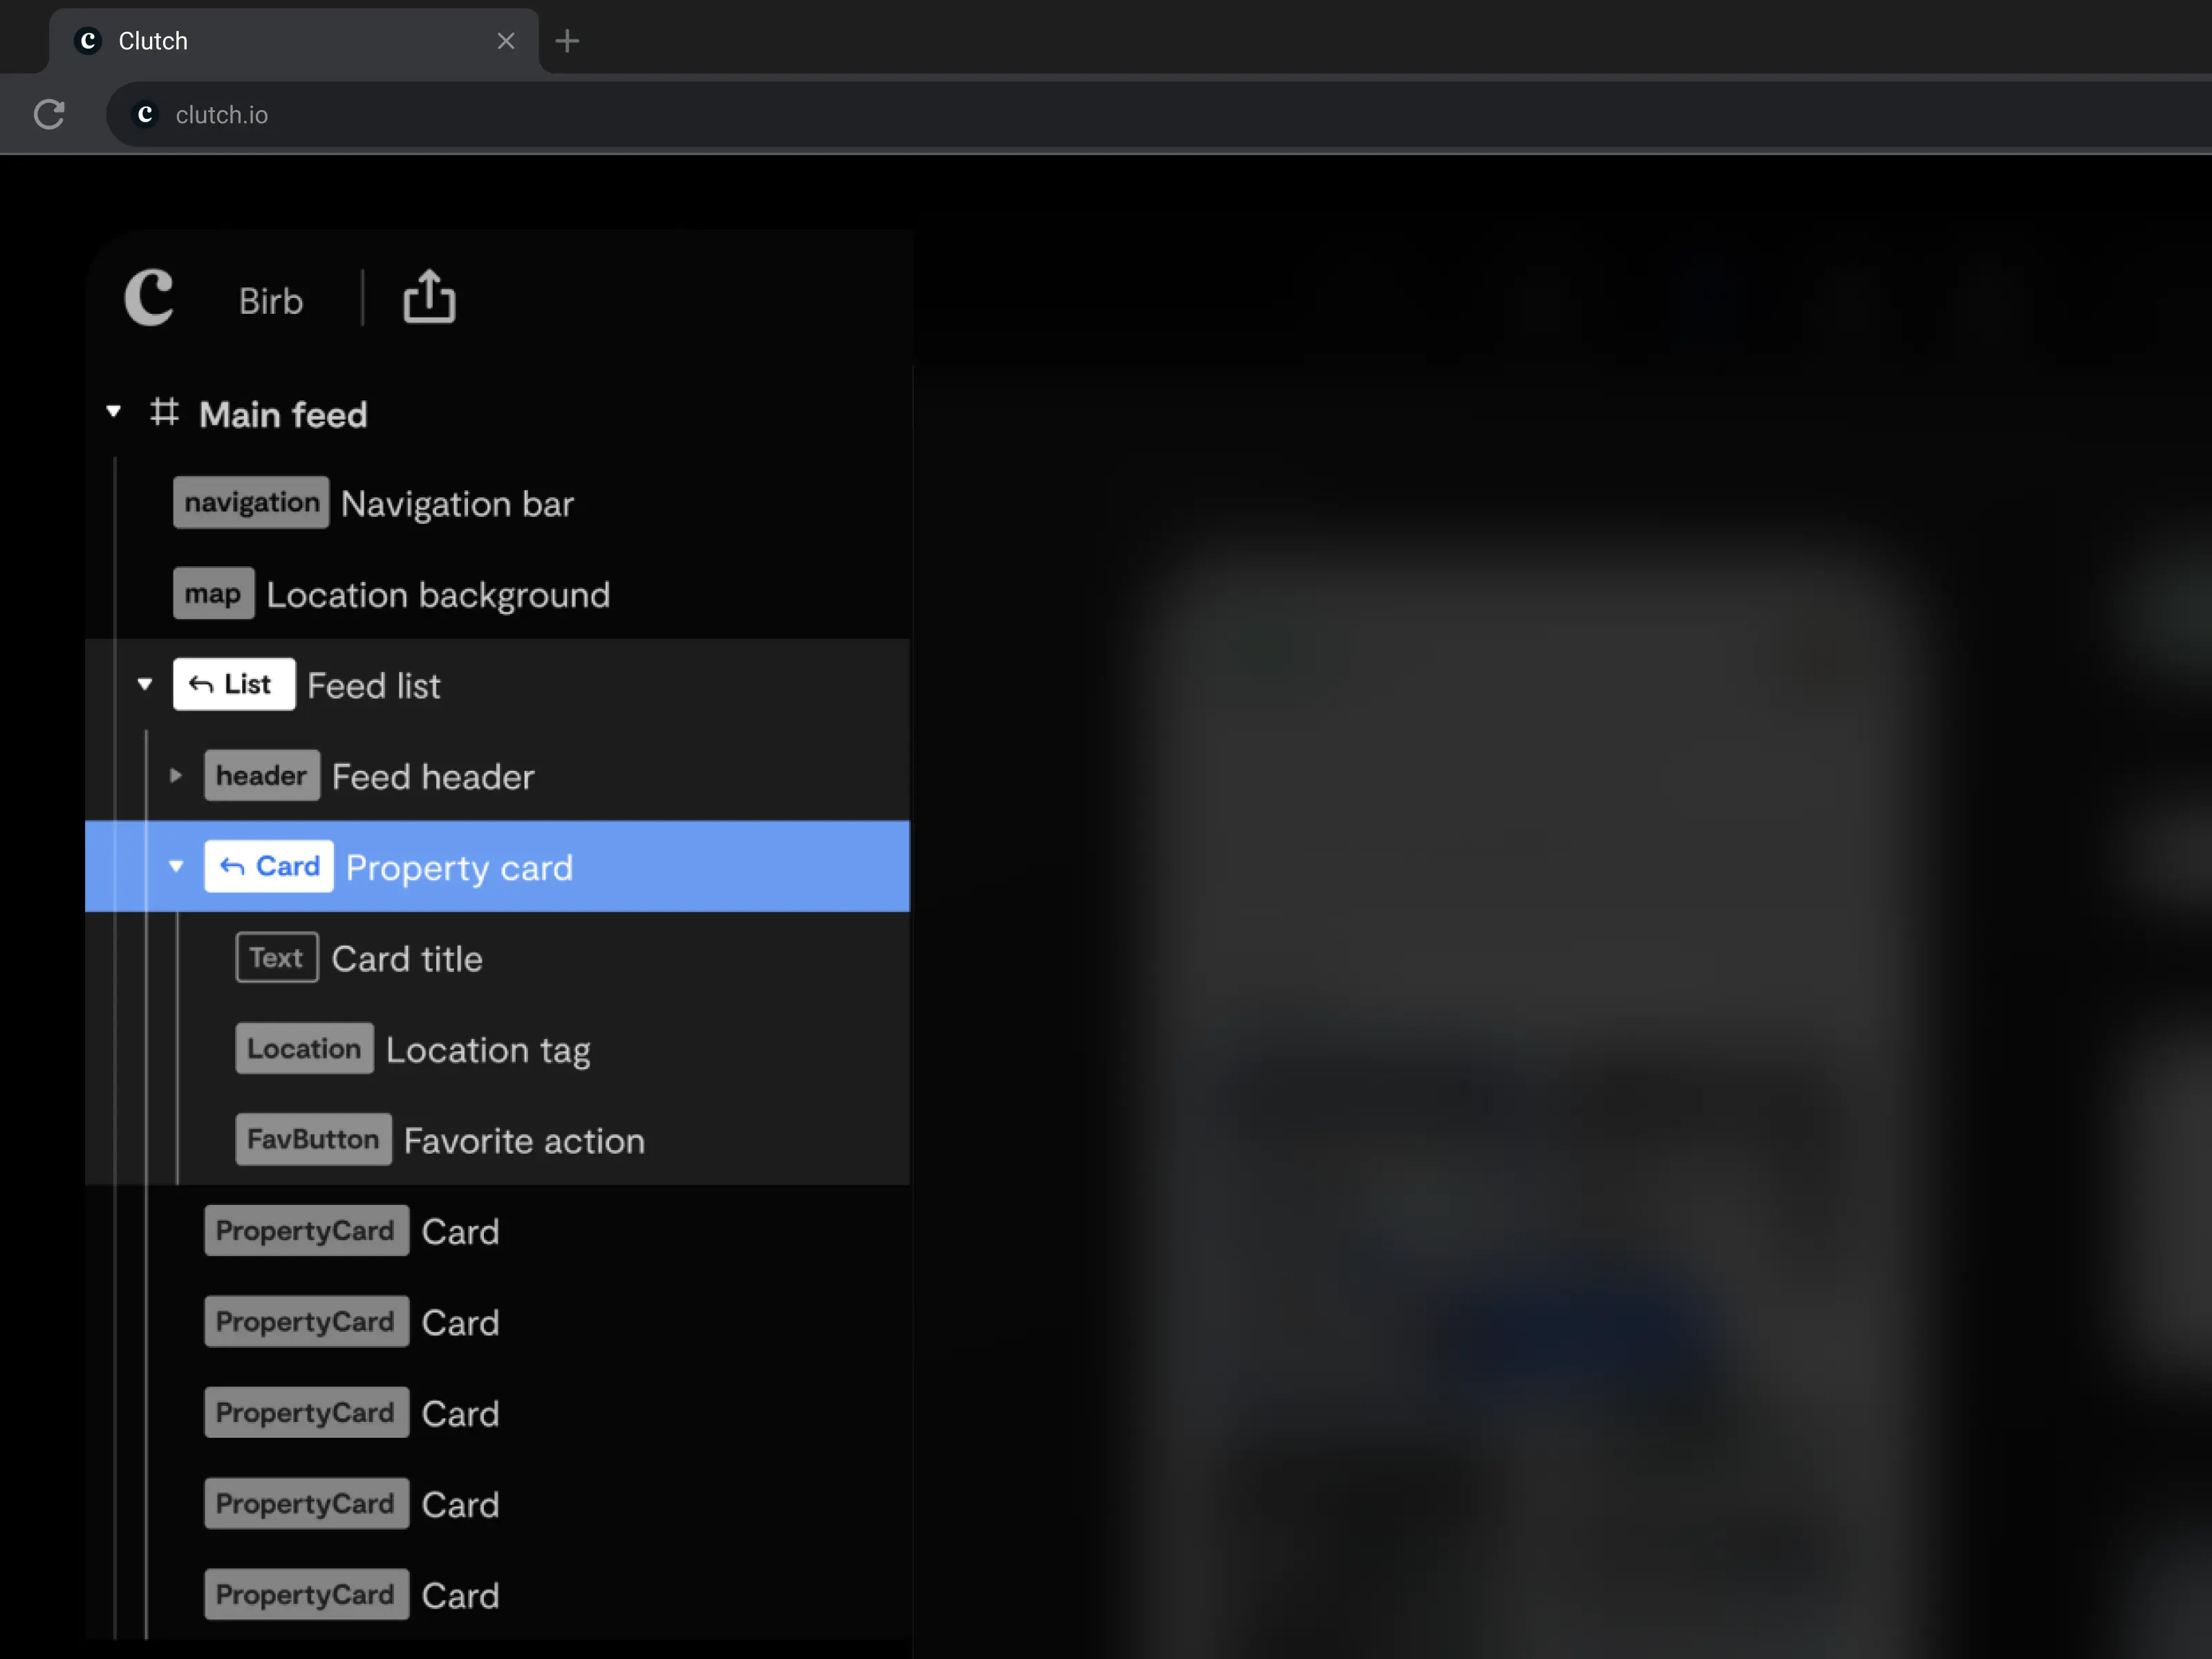 Clutch
clutch.io
Birb
Main feed
navigation Navigation bar
map Location background
List Feed list
header Feed header
Card Property card
Text Card title
Location Location tag
FavButton Favorite action
PropertyCard Card
PropertyCard Card
PropertyCard Card
PropertyCard Card
PropertyCard Card